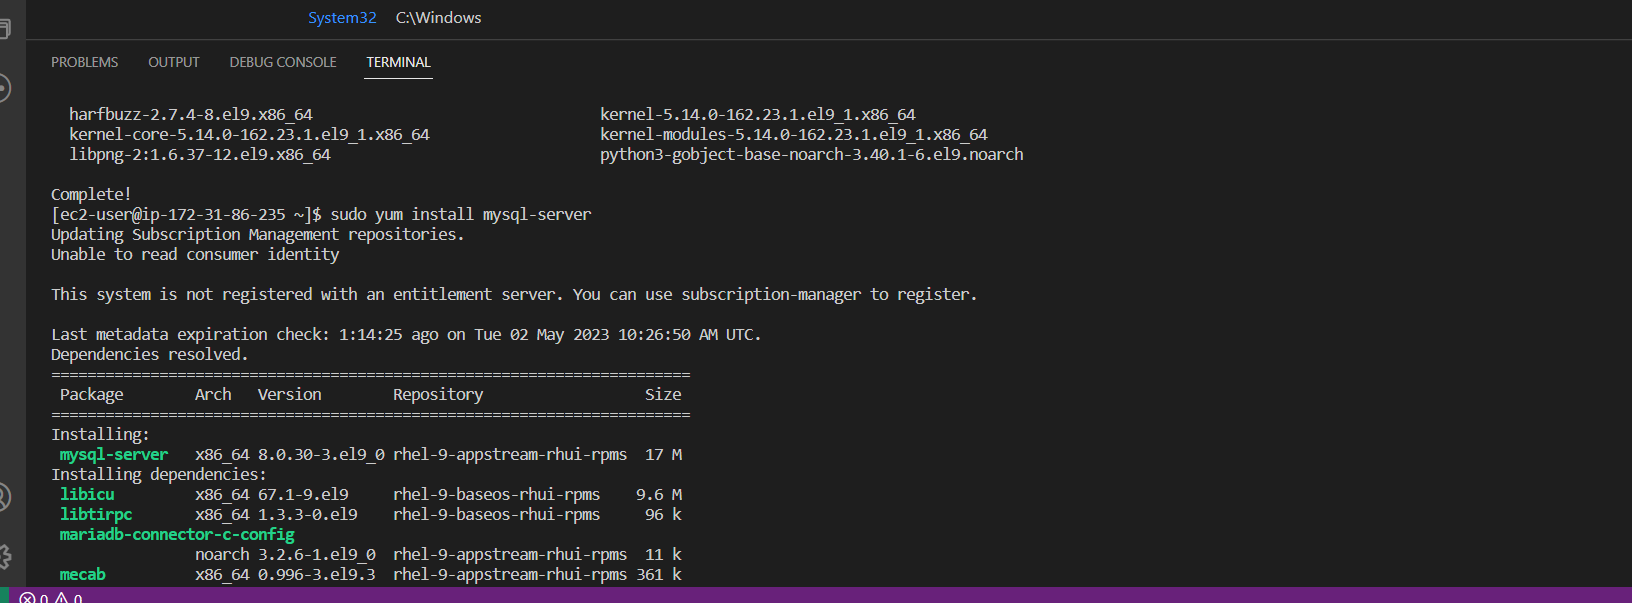 System32 C:\Windows
PROBLEMS OUTPUT DEBUG CONSOLE TERMINAL
harfbuzz-2.7.4-8.el9.x86_64 kernel-5.14.0-162.23.1.el9_1.x86_64
kernel-core-5.14.0-162.23.1.el9_1.x86_64 kernel-modules-5.14.0-162.23.1.el9_1.x86_64
libpng-2:1.6.37-12.el9.x86_64 python3-gobject-base-noarch-3.40.1-6.el9.noarch
Complete!
[ec2-user@ip-172-31-86-235 ~]$ sudo yum install mysql-server
Updating Subscription Management repositories.
Unable to read consumer identity
This system is not registered with an entitlement server. You can use subscription-manager to register.
Last metadata expiration check: 1:14:25 ago on Tue 02 May 2023 10:26:50 AM UTC.
Dependencies resolved.
=======================================================================
Package Arch Version Repository Size
=======================================================================
Installing:
mysql-server x86_64 8.0.30-3.el9_0 rhel-9-appstream-rhui-rpms 17 M
Installing dependencies:
libicu x86_64 67.1-9.el9 rhel-9-baseos-rhui-rpms 9.6 M
libtirpc x86_64 1.3.3-0.el9 rhel-9-baseos-rhui-rpms 96 k
mariadb-connector-c-config
noarch 3.2.6-1.el9_0 rhel-9-appstream-rhui-rpms 11 k
mecab x86_64 0.996-3.el9.3 rhel-9-appstream-rhui-rpms 361 k
0 0